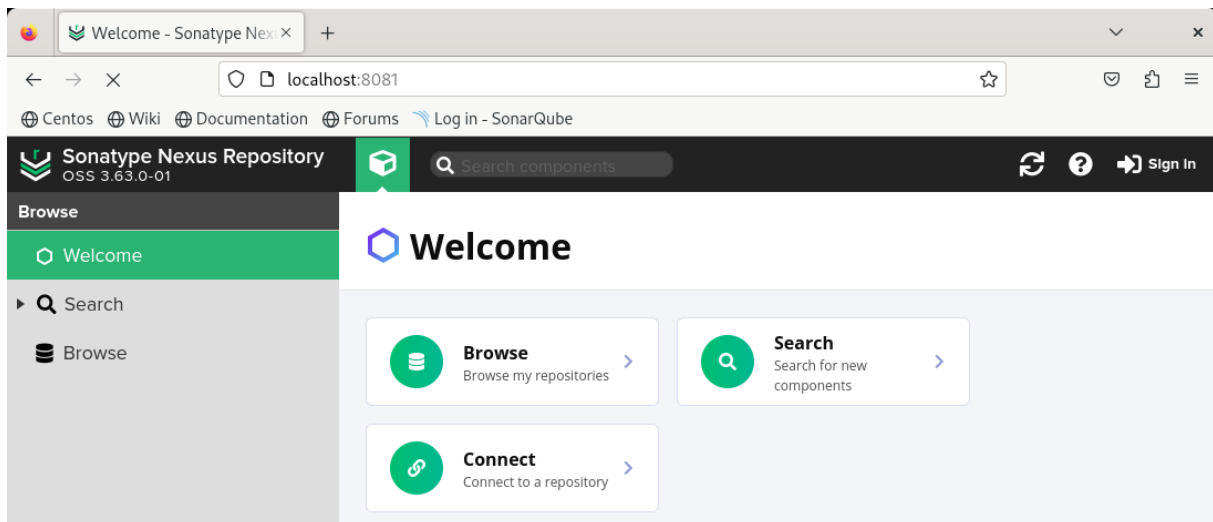 Welcome - Sonatype Nex
localhost:8081
Centos Wiki Documentation Forums Log in - SonarQube
Sonatype Nexus Repository
OSS 3.63.0-01
Search components
Sign In
Browse
Welcome
Search
Browse
Welcome
Browse
Browse my repositories
Search
Search for new
components
Connect
Connect to a repository